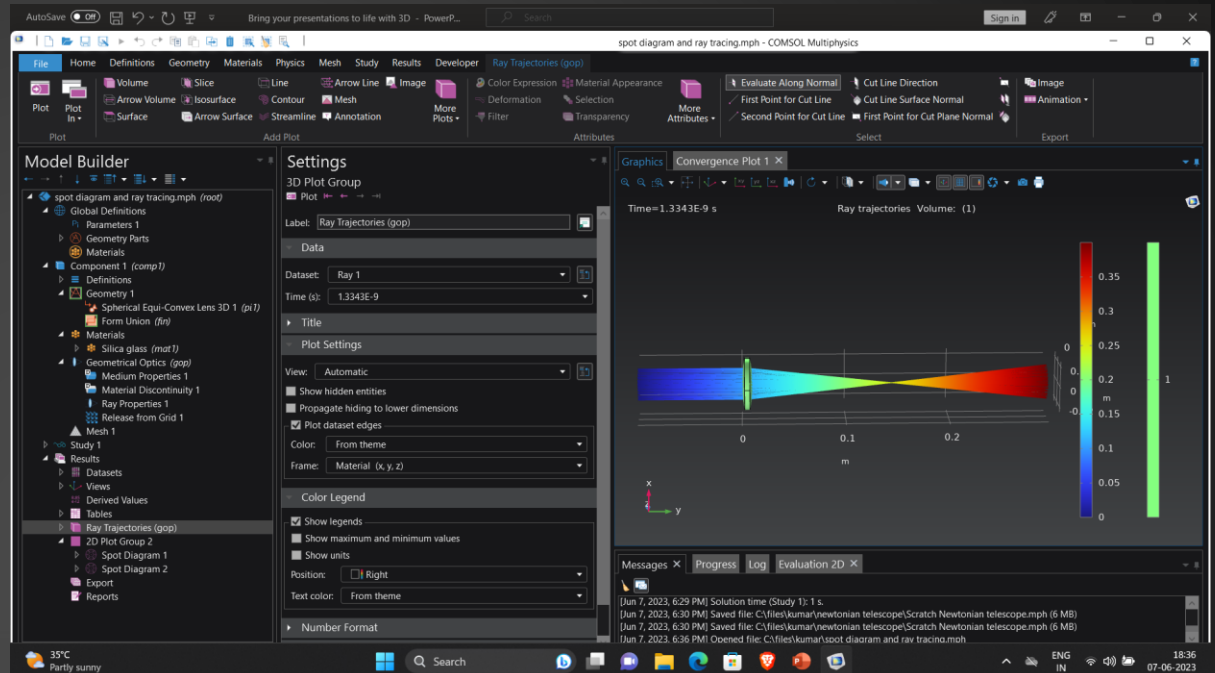 AutoSave Off Bring your presentations to life with 3D - PowerP... Search Sign in
spot diagram and ray tracing.mph - COMSOL Multiphysics
File Home Definitions Geometry Materials Physics Mesh Study Results Developer Ray Trajectories (gop)
Plot
Plot In
Plot
Volume Slice Line Arrow Line Image
Arrow Volume Isosurface Contour Mesh
Surface Arrow Surface Streamline Annotation
More Plots
Add Plot
Color Expression Material Appearance
Deformation Selection
Filter Transparency
More Attributes
Attributes
Evaluate Along Normal Cut Line Direction
First Point for Cut Line Cut Line Surface Normal
Second Point for Cut Line First Point for Cut Plane Normal
Select
Image
Animation
Export
Model Builder
spot diagram and ray tracing.mph (root)
Global Definitions
Parameters 1
Geometry Parts
Materials
Component 1 (comp1)
Definitions
Geometry 1
Spherical Equi-Convex Lens 3D 1 (pi1)
Form Union (fin)
Materials
Silica glass (mat1)
Geometrical Optics (gop)
Medium Properties 1
Material Discontinuity 1
Ray Properties 1
Release from Grid 1
Mesh 1
Study 1
Results
Datasets
Views
Derived Values
Tables
Ray Trajectories (gop)
2D Plot Group 2
Spot Diagram 1
Spot Diagram 2
Export
Reports
Settings
3D Plot Group
Plot
Label: Ray Trajectories (gop)
Data
Dataset: Ray 1
Time (s): 1.3343E-9
Title
Plot Settings
View: Automatic
Show hidden entities
Propagate hiding to lower dimensions
Plot dataset edges
Color: From theme
Frame: Material (x, y, z)
Color Legend
Show legends
Show maximum and minimum values
Show units
Position: Right
Text color: From theme
Number Format
Graphics Convergence Plot 1
Time=1.3343E-9 s Ray trajectories Volume: (1)
0.35
0.3
0.25
0.2
0.15
0.1
0.05
0
1
m
0
0 0.1 0.2
m
x
z
y
Messages Progress Log Evaluation 2D
[Jun 7, 2023, 6:29 PM] Solution time (Study 1): 1 s.
[Jun 7, 2023, 6:30 PM] Saved file: C:\files\kumar\newtonian telescope\Scratch Newtonian telescope.mph (6 MB)
[Jun 7, 2023, 6:30 PM] Saved file: C:\files\kumar\newtonian telescope\Scratch Newtonian telescope.mph (6 MB)
[Jun 7, 2023, 6:36 PM] Opened file: C:\files\kumar\spot diagram and ray tracing.mph
35°C
Partly sunny
Search
ENG
IN
18:36
07-06-2023